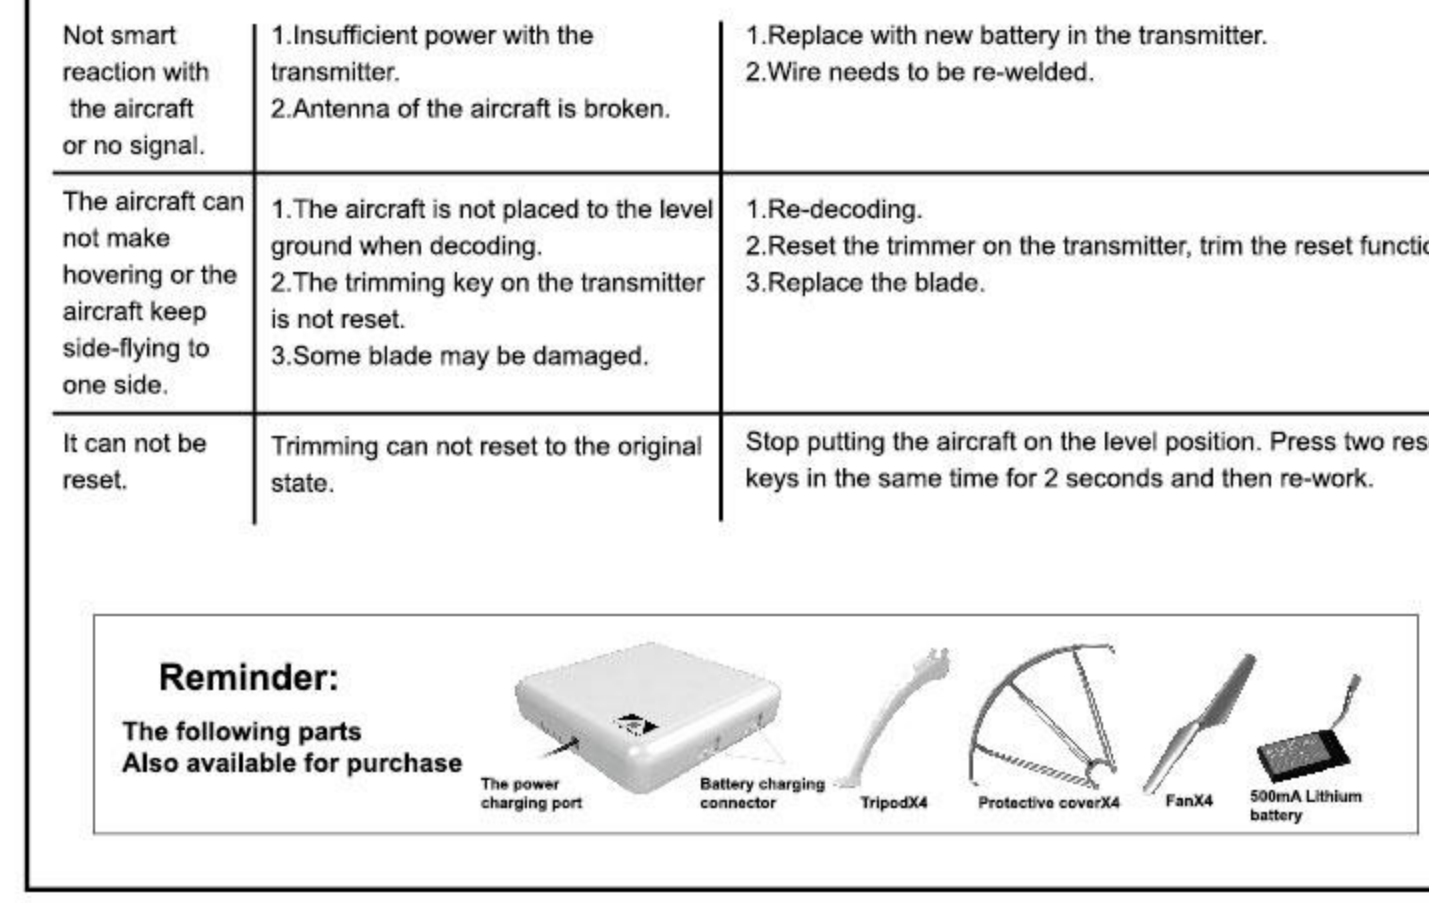 Not smart
reaction with
the aircraft
or no signal.
1.Insufficient power with the
transmitter.
2.Antenna of the aircraft is broken.
1.Replace with new battery in the transmitter.
2.Wire needs to be re-welded.
The aircraft can
not make
hovering or the
aircraft keep
side-flying to
one side.
1.The aircraft is not placed to the level
ground when decoding.
2.The trimming key on the transmitter
is not reset.
3.Some blade may be damaged.
1.Re-decoding.
2.Reset the trimmer on the transmitter, trim the reset
3.Replace the blade.
It can not be
reset.
Trimming can not reset to the original
state.
Stop putting the aircraft on the level position. Press two
keys in the same time for 2 seconds and then re-work.
Reminder:
The following parts
Also available for purchase
The power
charging port
Battery charging
connector
TripodX4
Protective coverX4
FanX4
500mA Lithium
battery